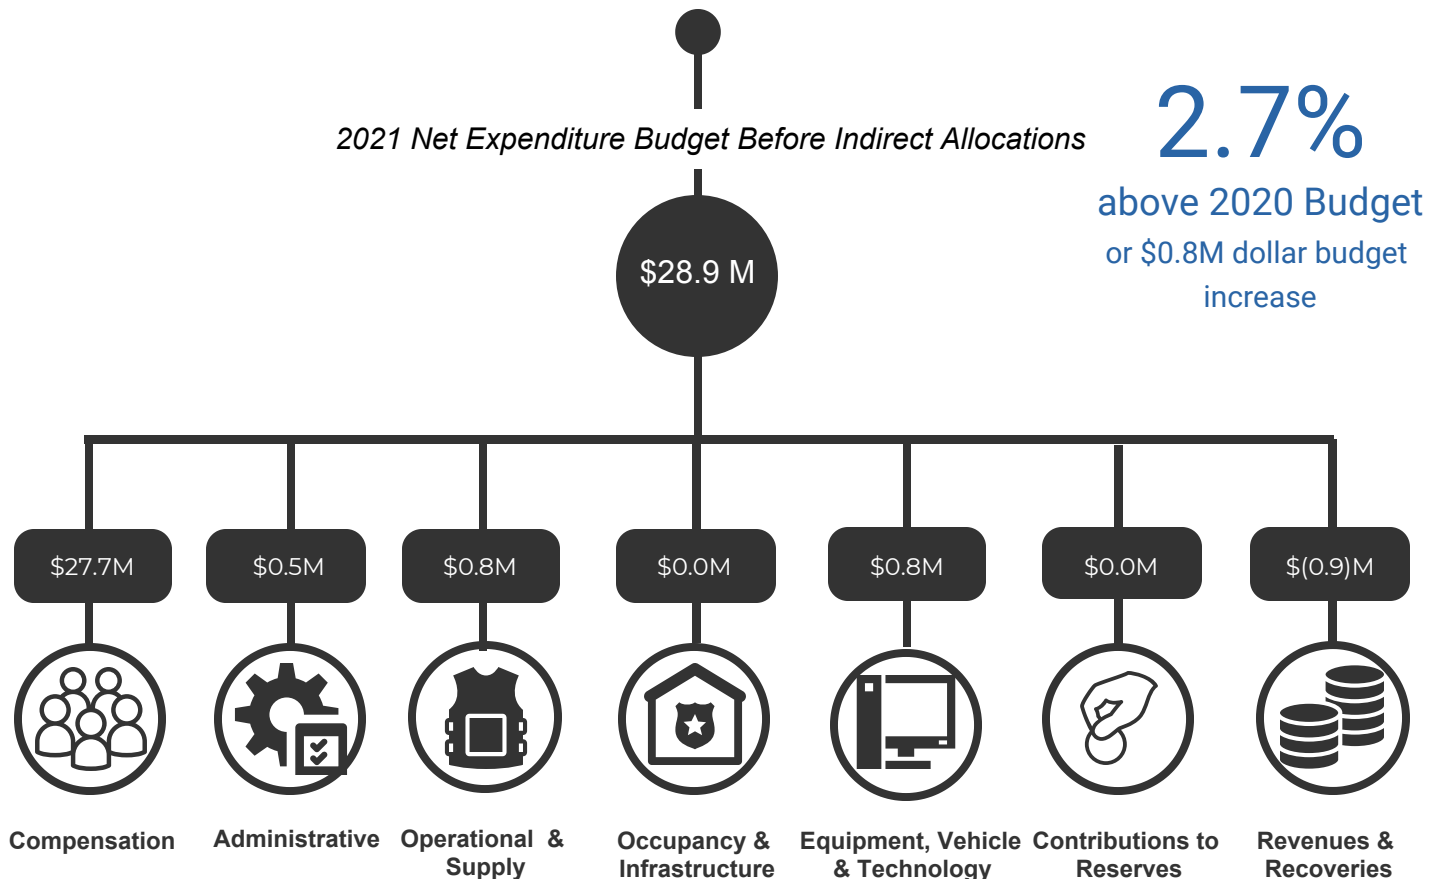 2021 Net Expenditure Budget Before Indirect Allocations
2.7%
above 2020 Budget
or $0.8M dollar budget
increase
$28.9 M
$27.7M
$0.5M
$0.8M
$0.0M
$0.8M
$0.0M
$(0.9)M
Compensation
Administrative
Operational &
Supply
Occupancy &
Infrastructure
Equipment, Vehicle
& Technology
Contributions to
Reserves
Revenues &
Recoveries